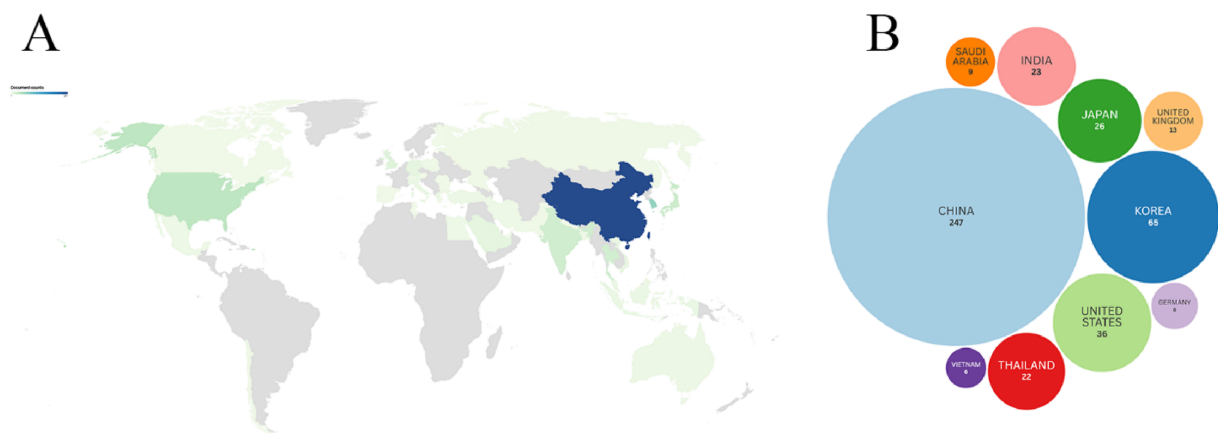 A
Document counts
B
SAUDI
ARABIA
9
INDIA
23
JAPAN
26
UNITED
KINGDOM
13
CHINA
247
KOREA
65
UNITED
STATES
36
GERMANY
VIETNAM
6
THAILAND
22